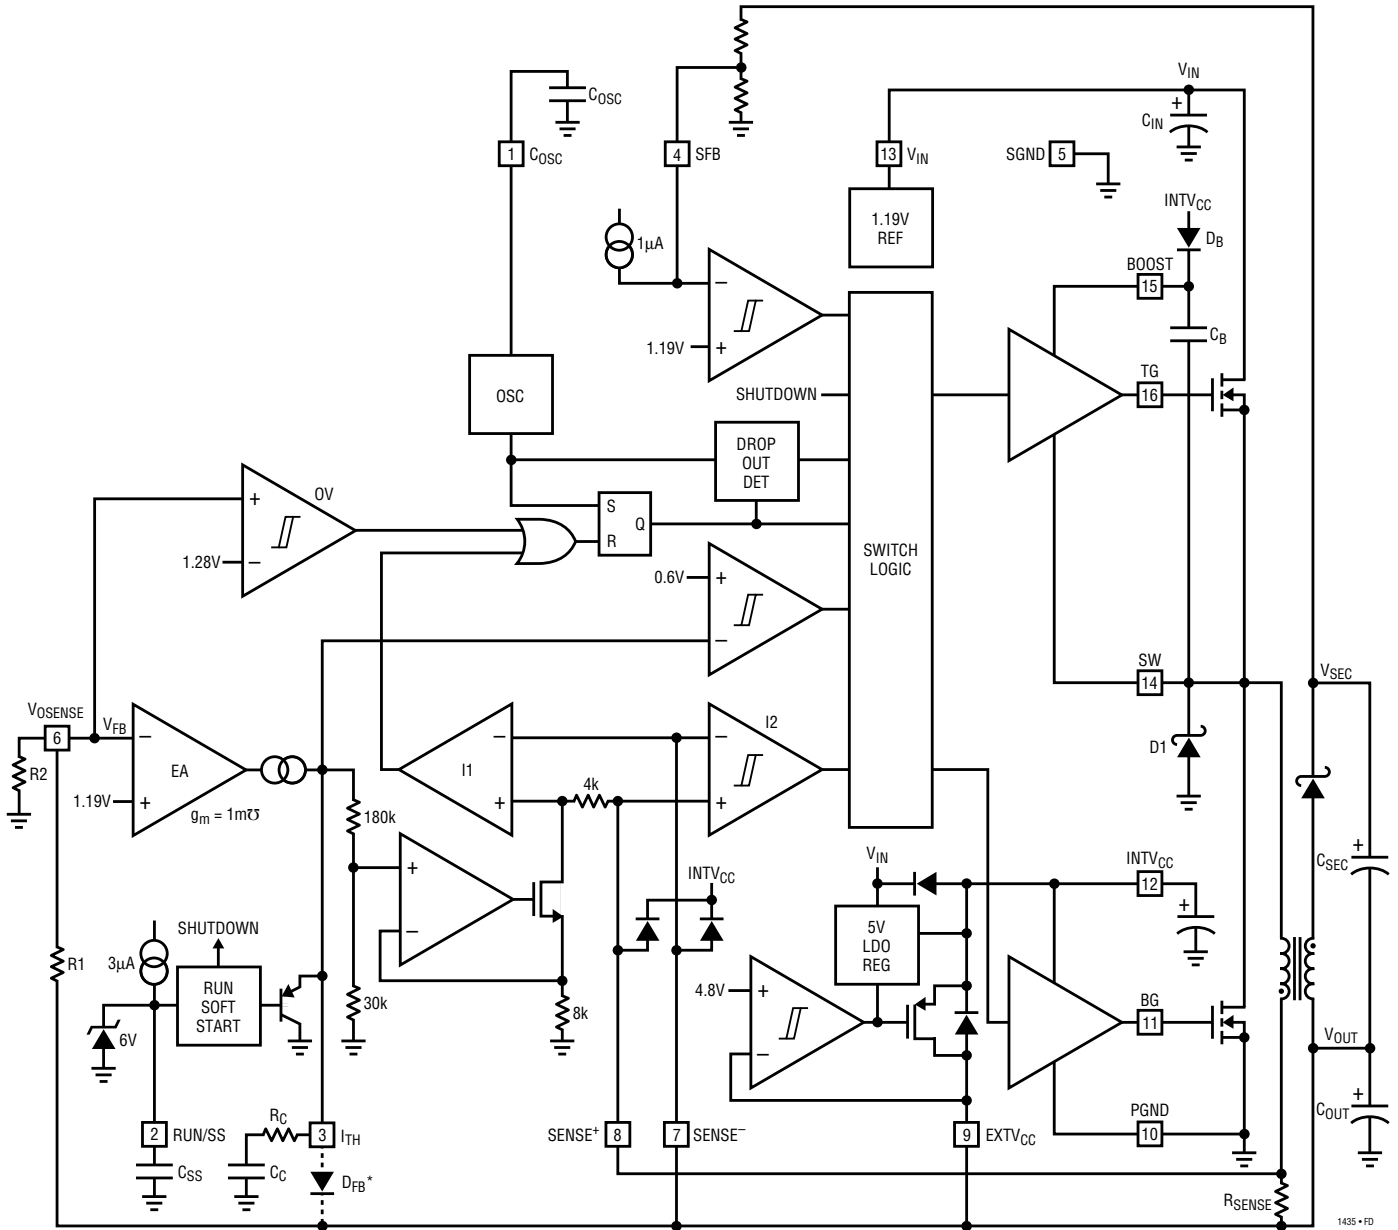 V_IN
C_OSC
+
C_IN
1 C_OSC
4 SFB
13 V_IN
SGND 5
1.19V
REF
INTV_CC
D_B
1μA
BOOST
15
−
C_B
1.19V
+
TG
16
OSC
SHUTDOWN
DROP
OUT
DET
OV
+
S
Q
R
1.28V
−
SWITCH
LOGIC
0.6V
+
−
SW
14
V_SEC
V_OSENSE
6
V_FB
−
EA
R2
1.19V
+
g_m = 1m℧
I1
−
+
4k
I2
−
+
D1
180k
V_IN
INTV_CC
12
+
+
C_SEC
+
−
INTV_CC
5V
LDO
REG
R1
SHUTDOWN
3μA
RUN
SOFT
START
6V
30k
8k
4.8V
+
−
BG
11
V_OUT
+
C_OUT
2 RUN/SS
R_C
3 I_TH
SENSE+ 8
7 SENSE−
9 EXTV_CC
PGND
10
C_SS
C_C
D_FB*
R_SENSE
1435 • FD